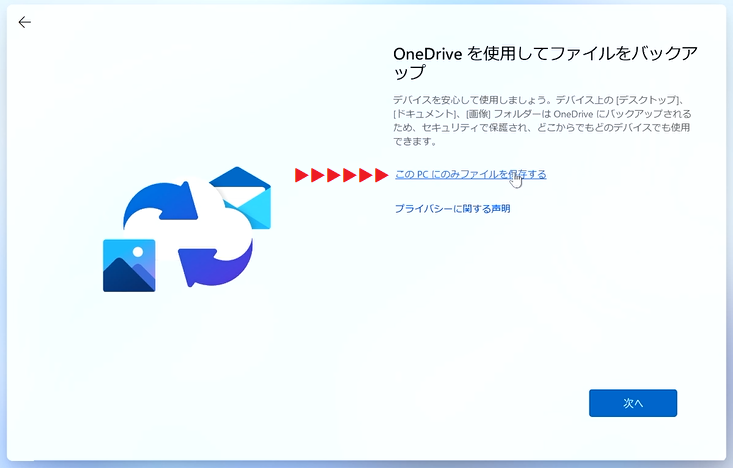 OneDrive を使用してファイルをバックア
ップ
デバイスを安心して使用しましょう。デバイス上の [デスクトップ]、
[ドキュメント]、[画像] フォルダーは OneDrive にバックアップされる
ため、セキュリティで保護され、どこからでもどのデバイスでも使用
できます。
この PC にのみファイルを保存する
プライバシーに関する声明
次へ